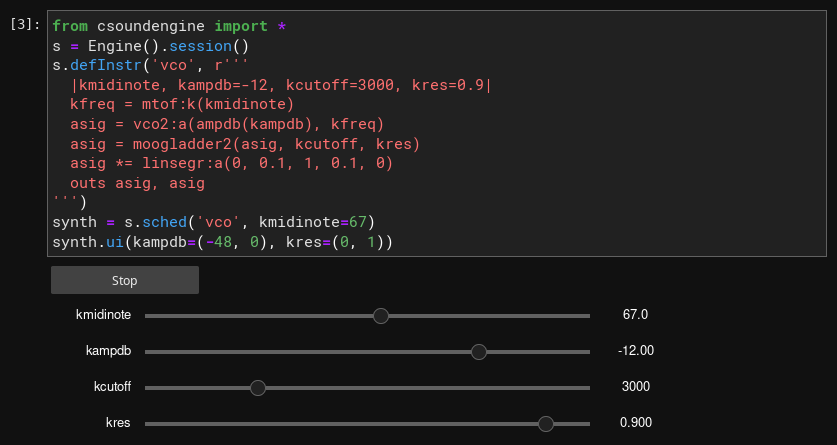 [3]: from csoundengine import *
s = Engine().session()
s.defInstr('vco', r'''
  |kmidinote, kampdb=-12, kcutoff=3000, kres=0.9|
  kfreq = mtof:k(kmidinote)
  asig = vco2:a(ampdb(kampdb), kfreq)
  asig = moogladder2(asig, kcutoff, kres)
  asig *= linsegr:a(0, 0.1, 1, 0.1, 0)
  outs asig, asig
''')
synth = s.sched('vco', kmidinote=67)
synth.ui(kampdb=(-48, 0), kres=(0, 1))
Stop
kmidinote 67.0
kampdb -12.00
kcutoff 3000
kres 0.900